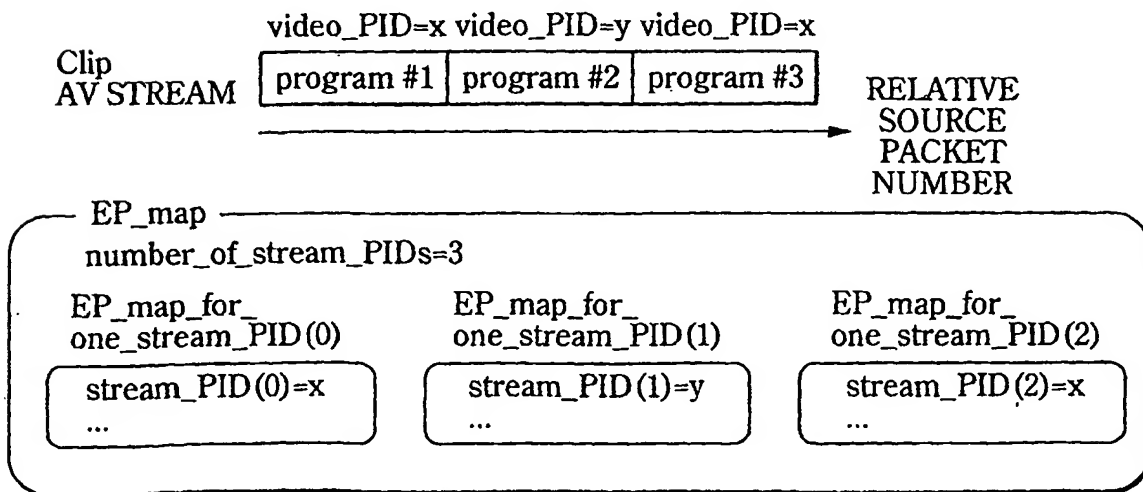 video_PID=x video_PID=y video_PID=x
Clip
AV STREAM
program #1 program #2 program #3
RELATIVE
SOURCE
PACKET
NUMBER
EP_map
number_of_stream_PIDs=3
EP_map_for_
one_stream_PID(0)
stream_PID(0)=x
...
EP_map_for_
one_stream_PID(1)
stream_PID(1)=y
...
EP_map_for_
one_stream_PID(2)
stream_PID(2)=x
...